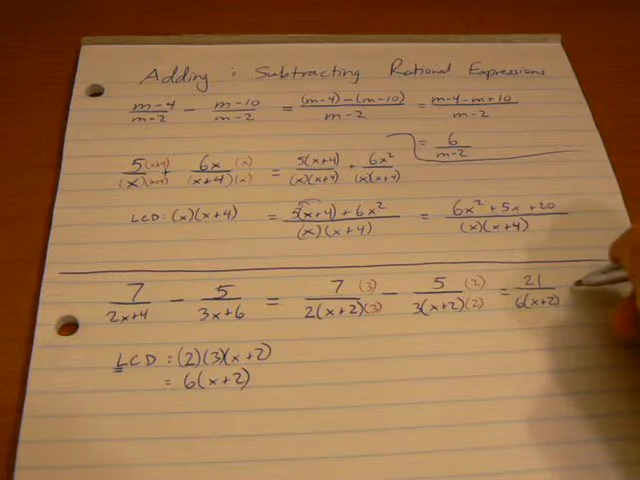 Adding : Subtracting Rational Expressions
(m-4)/(m-2) - (m-10)/(m-2) = ((m-4)-(m-10))/(m-2) = (m-4-m+10)/(m-2)
= 6/(m-2)
5(x+4)/(x)(x+4) + 6x(x)/(x+4)(x) = 5(x+4)/(x)(x+4) + 6x²/(x)(x+4)
LCD: (x)(x+4) = (5(x+4)+6x²)/(x)(x+4) = (6x²+5x+20)/(x)(x+4)
7/(2x+4) - 5/(3x+6) = 7(3)/2(x+2)(3) - 5(2)/3(x+2)(2) = 21/6(x+2)
LCD : (2)(3)(x+2)
= 6(x+2)